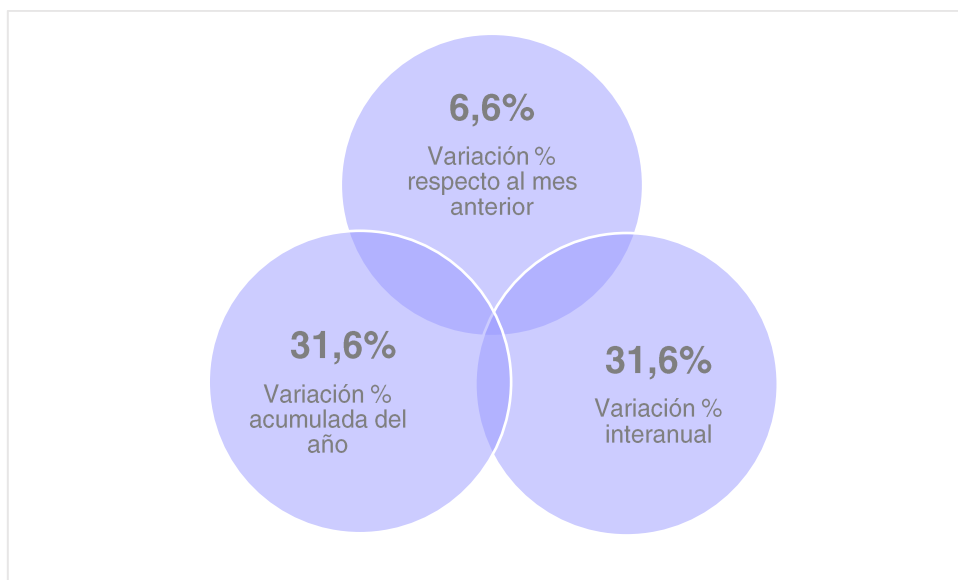 6,6%
Variación %
respecto al mes
anterior
31,6%
Variación %
acumulada del
año
31,6%
Variación %
interanual